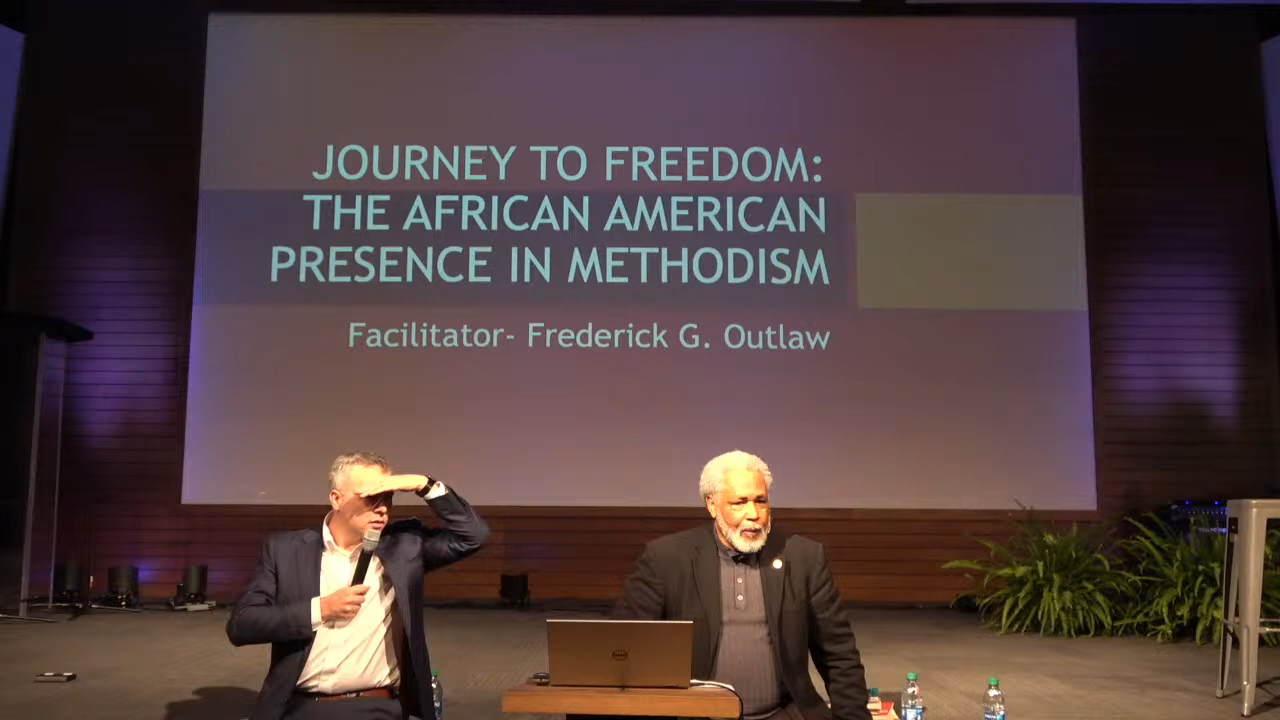 JOURNEY TO FREEDOM:
THE AFRICAN AMERICAN
PRESENCE IN METHODISM
Facilitator- Frederick G. Outlaw